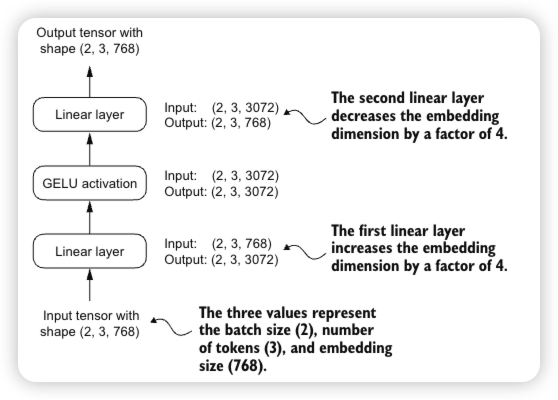 Output tensor with
shape (2, 3, 768)
Linear layer
Input: (2, 3, 3072)
Output: (2, 3, 768)
The second linear layer
decreases the embedding
dimension by a factor of 4.
GELU activation
Input: (2, 3, 3072)
Output: (2, 3, 3072)
Linear layer
Input: (2, 3, 768)
Output: (2, 3, 3072)
The first linear layer
increases the embedding
dimension by a factor of 4.
Input tensor with
shape (2, 3, 768)
The three values represent
the batch size (2), number
of tokens (3), and embedding
size (768).